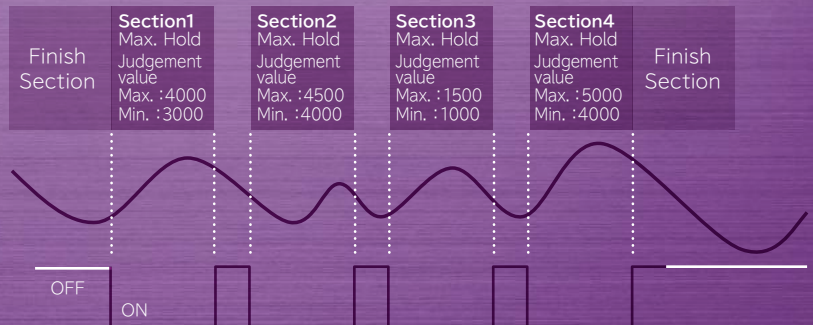 Finish
Section
Section1
Max. Hold
Judgement
value
Max. :4000
Min. :3000
Section2
Max. Hold
Judgement
value
Max. :4500
Min. :4000
Section3
Max. Hold
Judgement
value
Max. :1500
Min. :1000
Section4
Max. Hold
Judgement
value
Max. :5000
Min. :4000
Finish
Section
OFF
ON